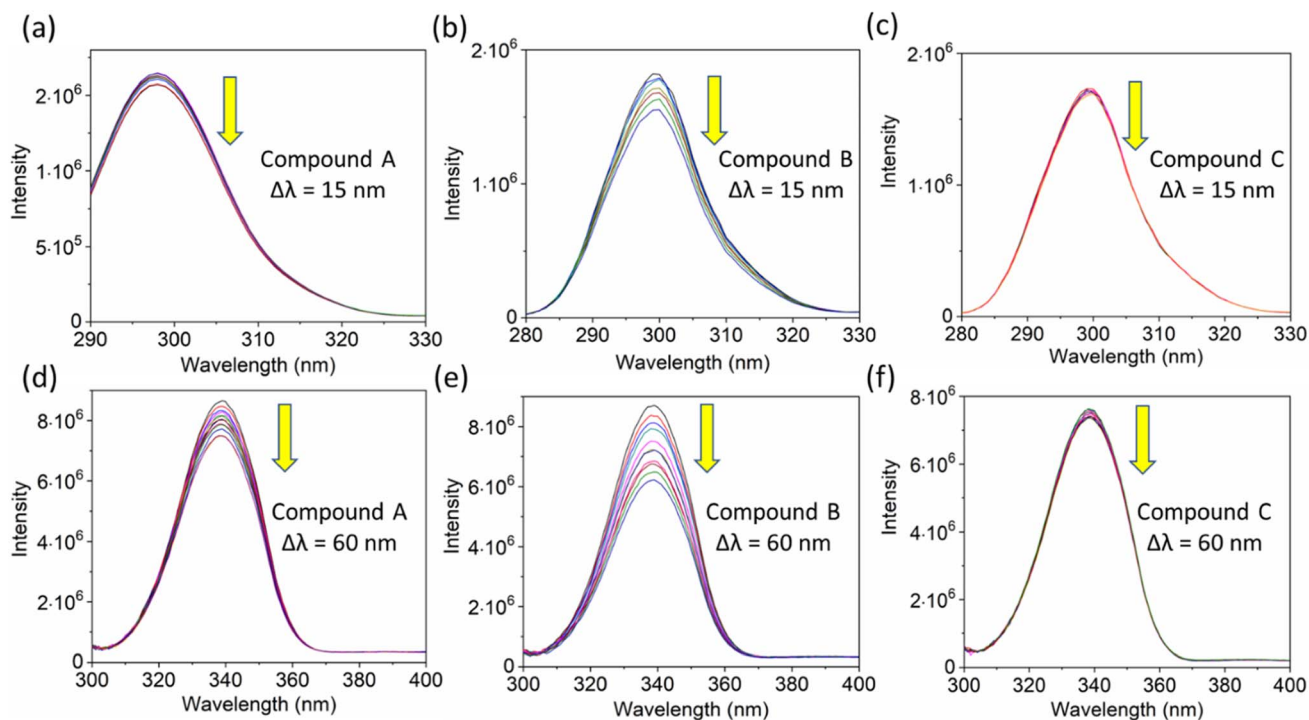 (a)
2·10⁶
1·10⁶
5·10⁵
0
Intensity
290 300 310 320 330
Wavelength (nm)
Compound A
Δλ = 15 nm
(b)
2·10⁶
1·10⁶
0
Intensity
280 290 300 310 320 330
Wavelength (nm)
Compound B
Δλ = 15 nm
(c)
2·10⁶
1·10⁶
0
Intensity
280 290 300 310 320 330
Wavelength (nm)
Compound C
Δλ = 15 nm
(d)
8·10⁶
6·10⁶
4·10⁶
2·10⁶
0
Intensity
300 320 340 360 380 400
Wavelength (nm)
Compound A
Δλ = 60 nm
(e)
8·10⁶
6·10⁶
4·10⁶
2·10⁶
0
Intensity
300 320 340 360 380 400
Wavelength (nm)
Compound B
Δλ = 60 nm
(f)
8·10⁶
6·10⁶
4·10⁶
2·10⁶
0
Intensity
300 320 340 360 380 400
Wavelength (nm)
Compound C
Δλ = 60 nm